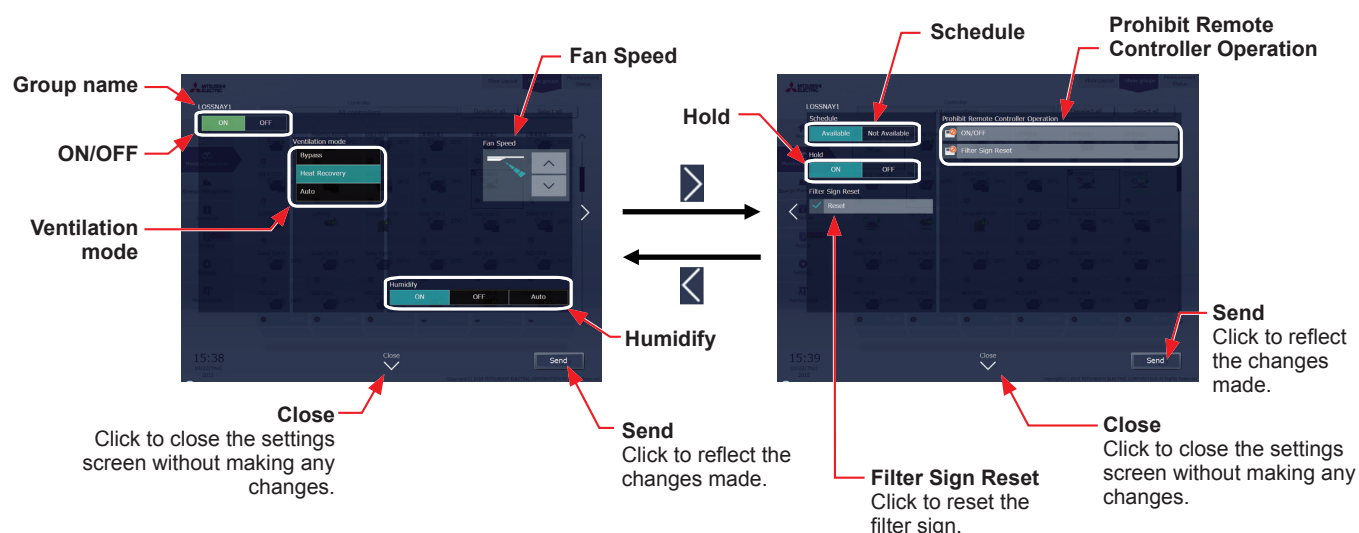 Group name
ON/OFF
Ventilation
mode
Fan Speed
MITSUBISHI
ELECTRIC
LOSSNAY1
ON OFF
Ventilation mode
Bypass
Heat Recovery
Auto
Fan Speed
Humidify
ON OFF Auto
Humidify
15:38
Close
Send
Close
Click to close the settings
screen without making any
changes.
Send
Click to reflect the
changes made.
Schedule
Prohibit Remote
Controller Operation
Hold
MITSUBISHI
ELECTRIC
LOSSNAY1
Schedule
Available Not Available
Hold
ON OFF
Filter Sign Reset
Reset
Prohibit Remote Controller Operation
ON/OFF
Filter Sign Reset
15:39
Close
Send
Send
Click to reflect
the changes
made.
Close
Click to close the settings
screen without making any
changes.
Filter Sign Reset
Click to reset the
filter sign.